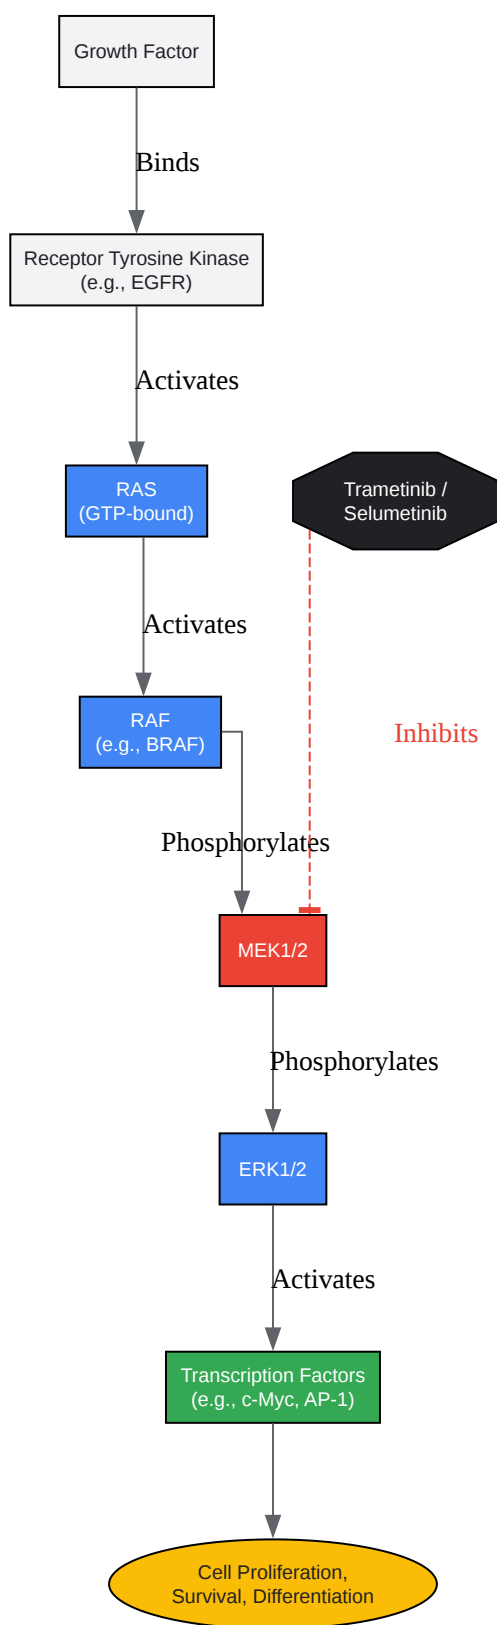 Growth Factor
Binds
Receptor Tyrosine Kinase
(e.g., EGFR)
Activates
RAS
(GTP-bound)
Trametinib /
Selumetinib
Activates
RAF
(e.g., BRAF)
Inhibits
Phosphorylates
MEK1/2
Phosphorylates
ERK1/2
Activates
Transcription Factors
(e.g., c-Myc, AP-1)
Cell Proliferation,
Survival, Differentiation